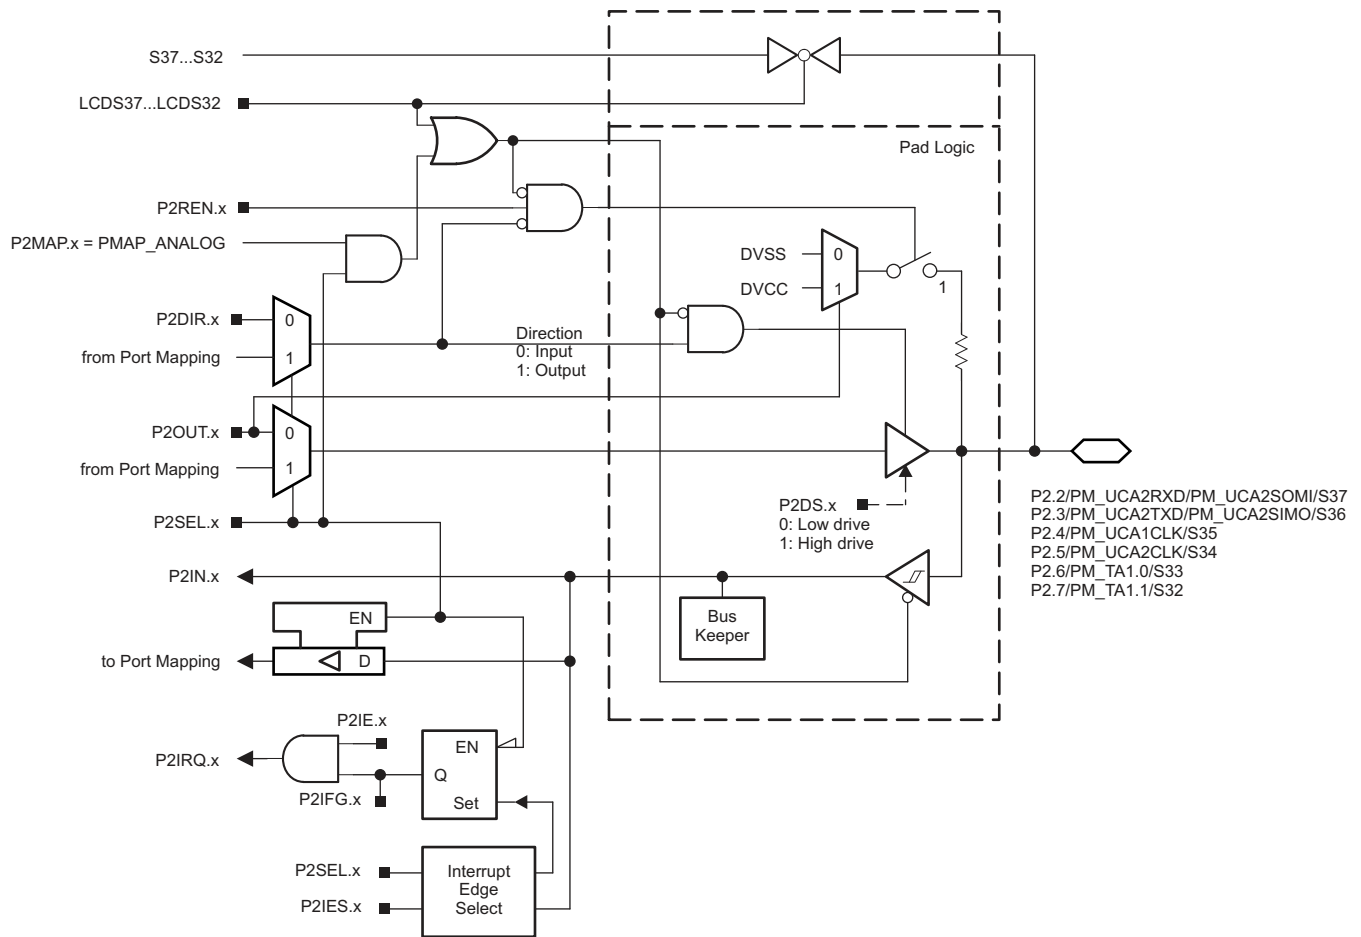 S37...S32
LCDS37...LCDS32
Pad Logic
P2REN.x
P2MAP.x = PMAP_ANALOG
DVSS
0
DVCC
1
1
P2DIR.x
0
from Port Mapping
1
Direction
0: Input
1: Output
P2OUT.x
0
from Port Mapping
1
P2SEL.x
P2DS.x
0: Low drive
1: High drive
P2.2/PM_UCA2RXD/PM_UCA2SOMI/S37
P2.3/PM_UCA2TXD/PM_UCA2SIMO/S36
P2.4/PM_UCA1CLK/S35
P2.5/PM_UCA2CLK/S34
P2.6/PM_TA1.0/S33
P2.7/PM_TA1.1/S32
P2IN.x
Bus
Keeper
EN
to Port Mapping
D
P2IE.x
P2IRQ.x
EN
Q
P2IFG.x
Set
P2SEL.x
P2IES.x
Interrupt
Edge
Select